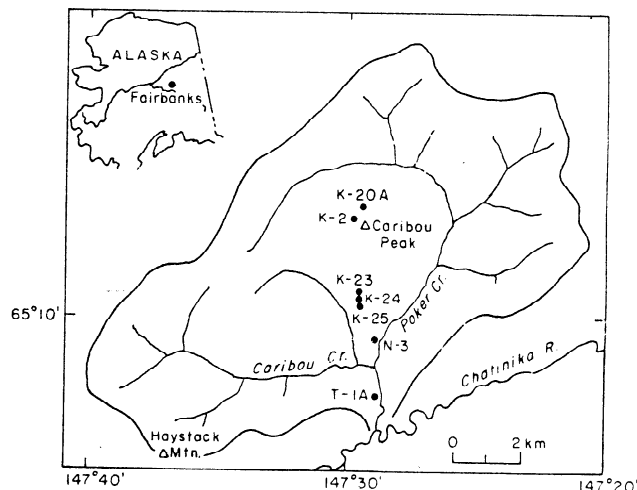 ALASKA
Fairbanks
K-20A
K-2
Caribou
Peak
K-23
K-24
K-25
65°10'
Poker Cr.
N-3
Caribou Cr.
Chatinika R.
T-1A
Haystack
Mtn.
0 2 km
147°40' 147°30' 147°20'